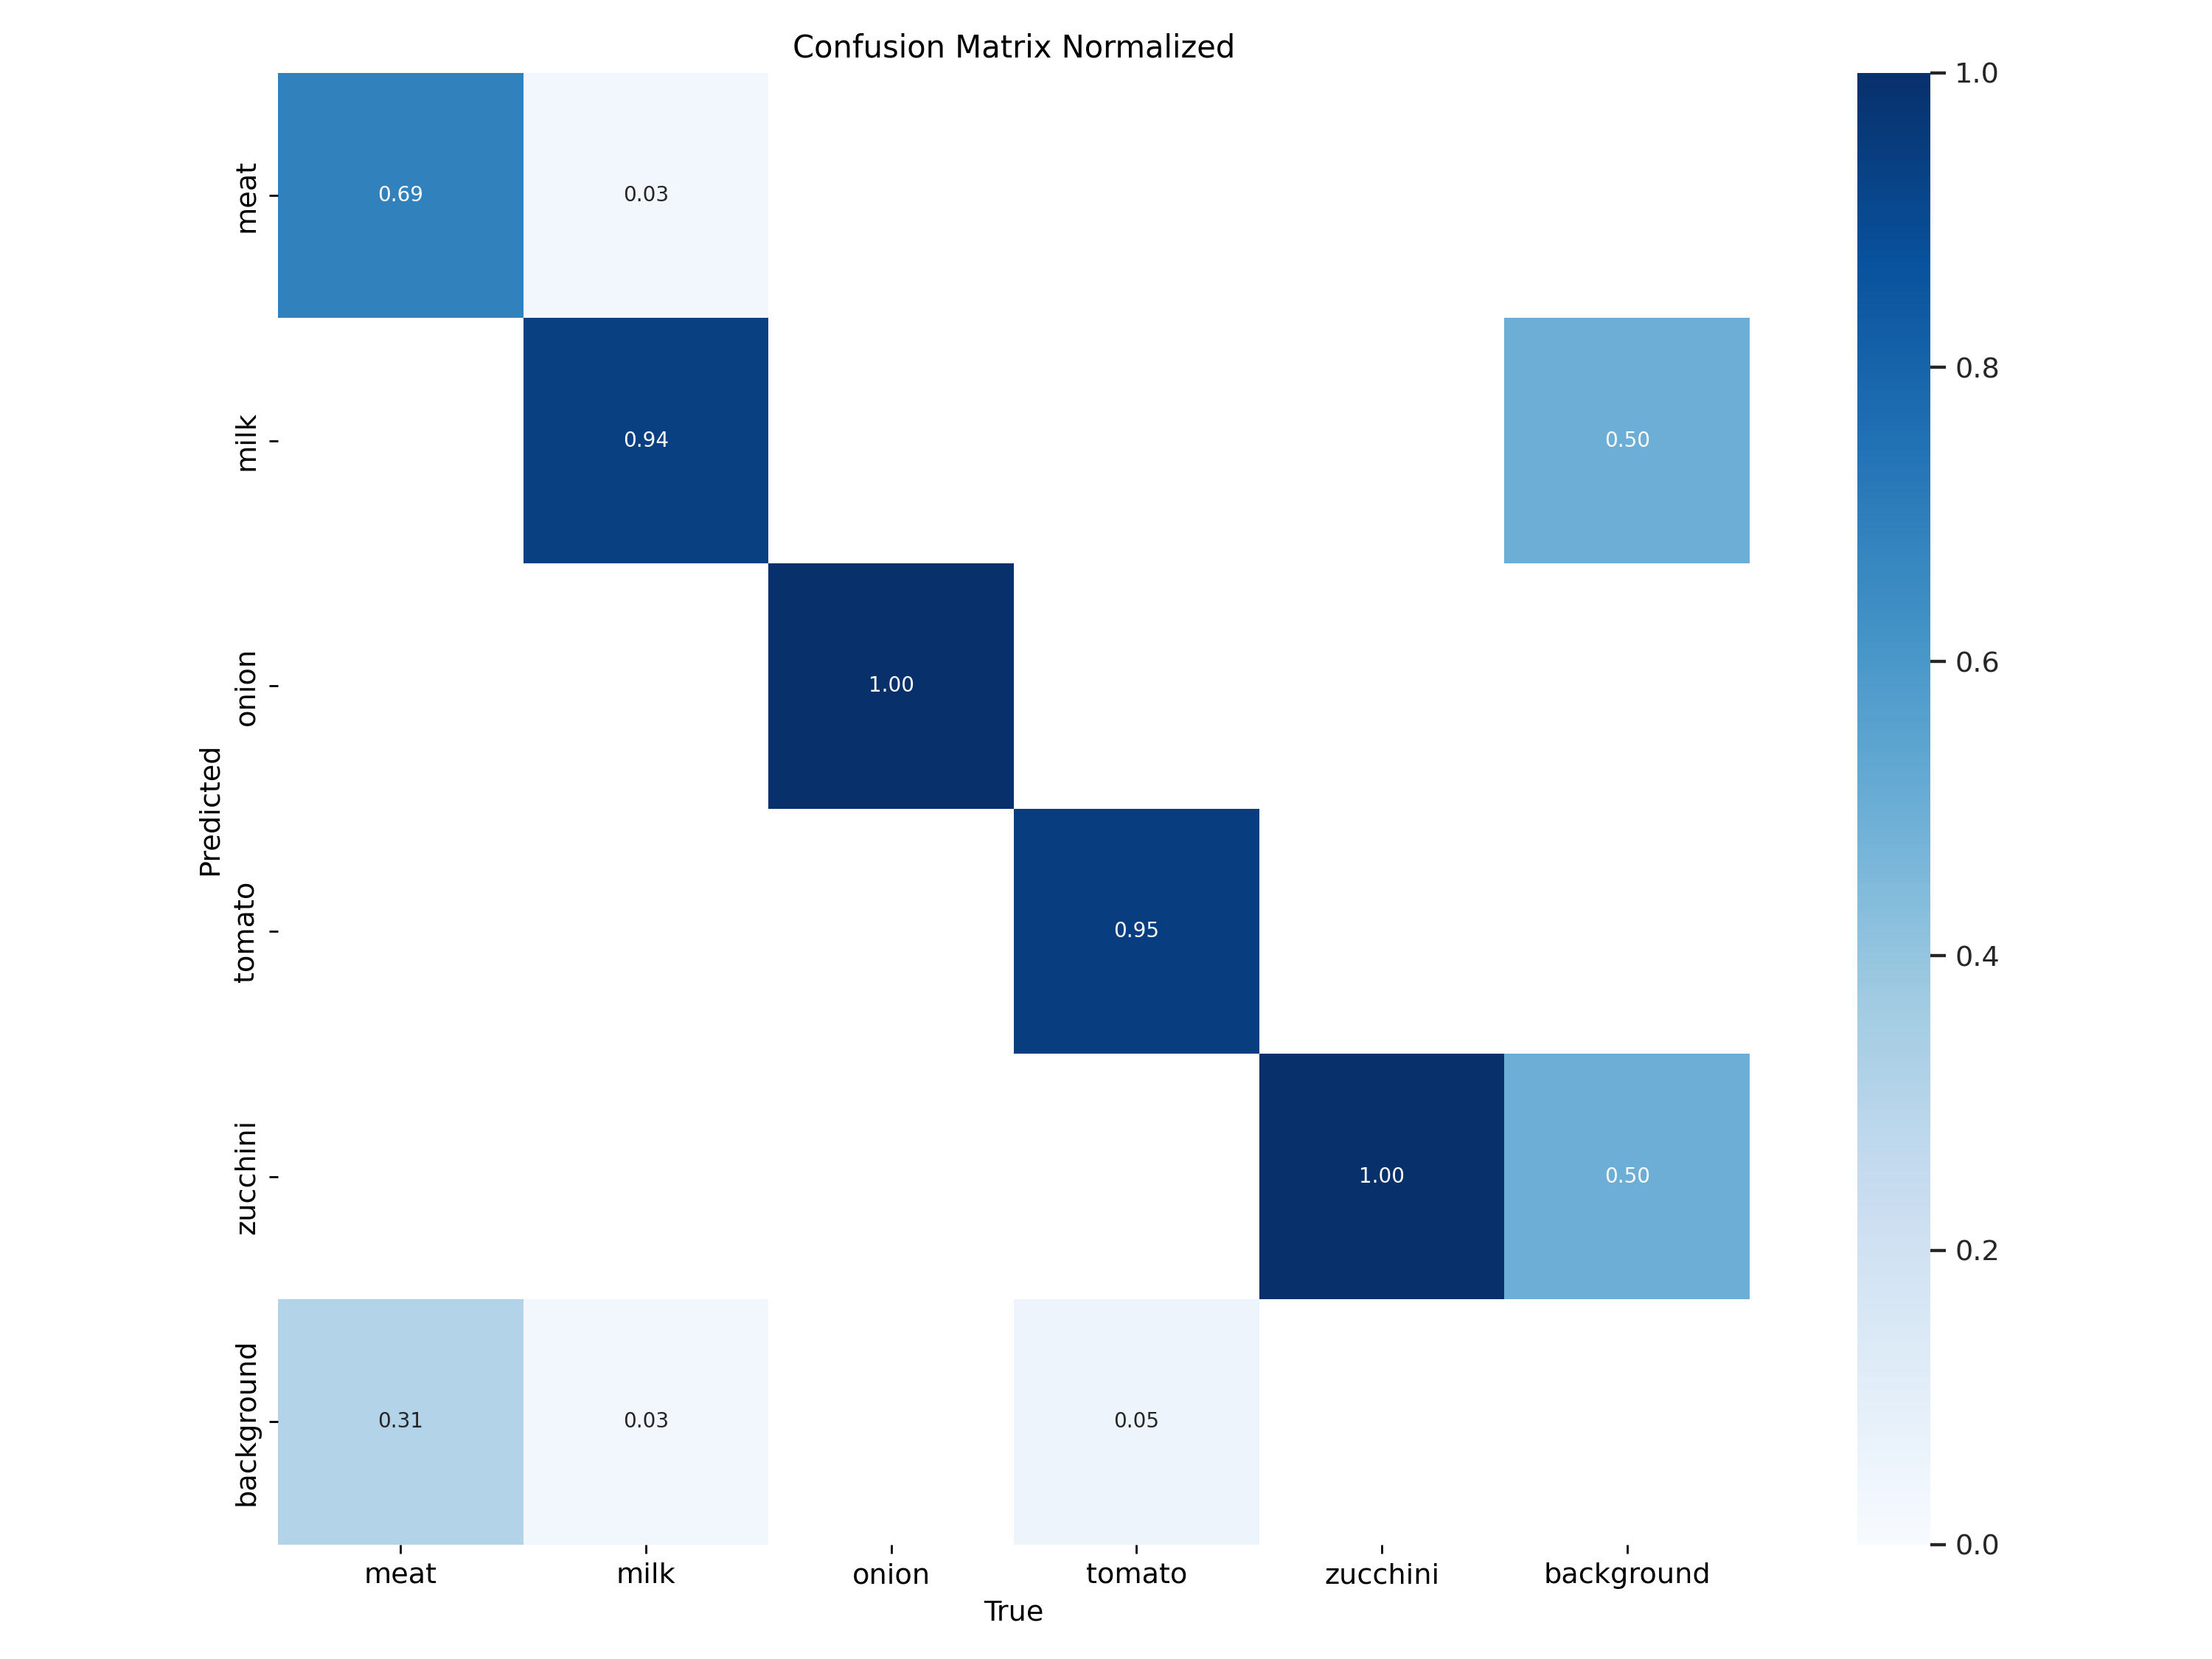 Confusion Matrix Normalized
meat
0.69
0.03
milk
0.94
0.50
onion
1.00
tomato
0.95
zucchini
1.00
0.50
background
0.31
0.03
0.05
Predicted
meat
milk
onion
tomato
zucchini
background
True
1.0
0.8
0.6
0.4
0.2
0.0